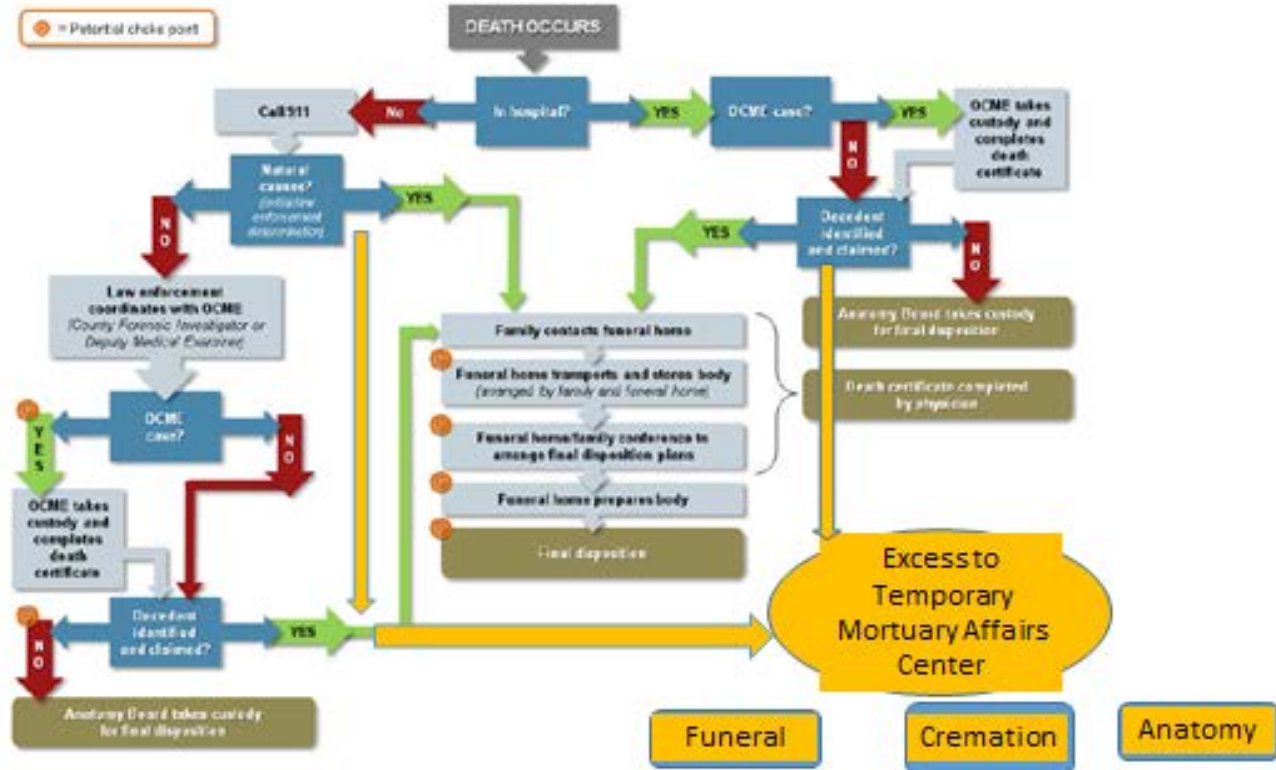 = Potential choke point
DEATH OCCURS
Call 911
No
In hospital?
YES
OCME case?
YES
OCME takes
custody and
completes
death
certificate
NO
Natural
causes?
(Initial law
enforcement
determination)
YES
NO
YES
Decedent
identified
and claimed?
NO
Law enforcement
coordinates with OCME
(County Forensic Investigator or
Deputy Medical Examiner)
Family contacts funeral home
Anatomy Board takes custody
for final disposition
Funeral home transports and stores body
(arranged by family and funeral home)
Death certificate completed
by physician
YES
OCME
case?
NO
Funeral home/family conference to
arrange final disposition plans
Funeral home prepares body
OCME takes
custody and
completes
death
certificate
Final disposition
Excess to
Temporary
Mortuary Affairs
Center
NO
Decedent
identified
and claimed?
YES
Anatomy Board takes custody
for final disposition
Funeral
Cremation
Anatomy